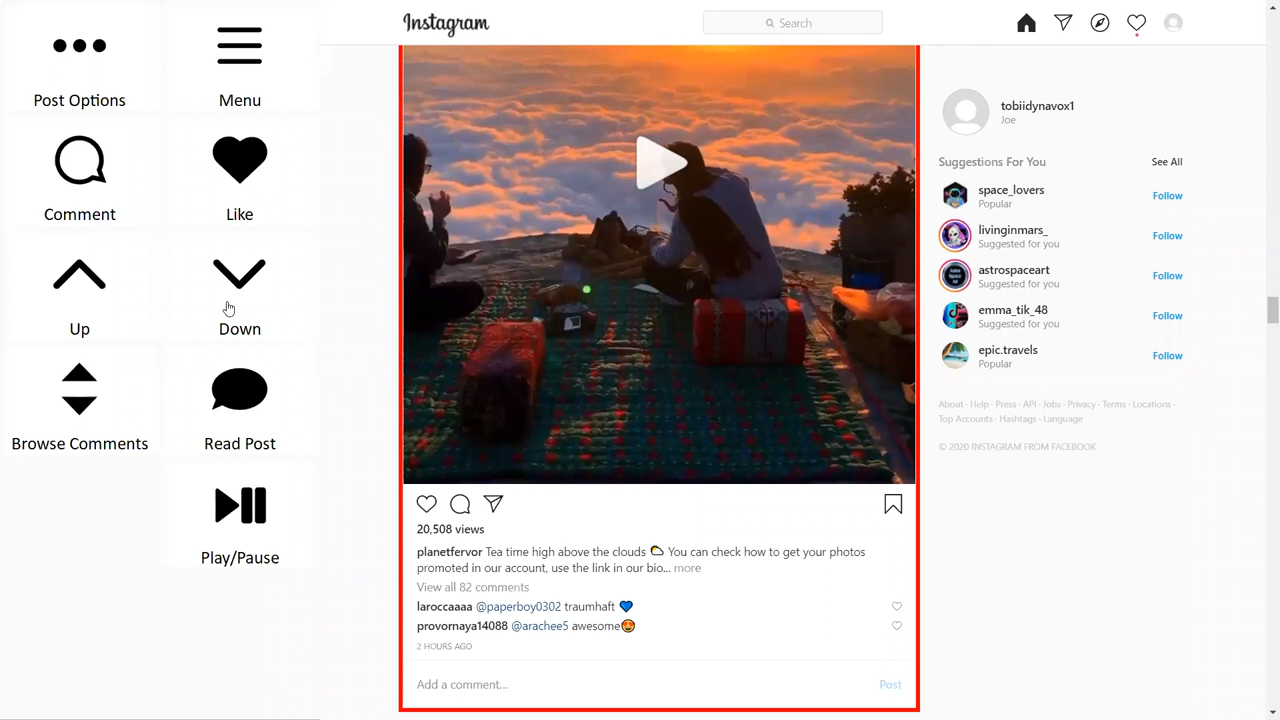 Post Options
Menu
Comment
Like
Up
Down
Browse Comments
Read Post
Play/Pause
Instagram
Search
planetfervor Tea time high above the clouds ⛅ You can check how to get your photos
promoted in our account, use the link in our bio... more
20,508 views
View all 82 comments
laroccaaaa @paperboy0302 traumhaft 💙
provornaya14088 @arachee5 awesome😍
2 HOURS AGO
Add a comment...
Post
tobiidynavox1
Joe
Suggestions For You
See All
space_lovers
Popular
Follow
livinginmars_
Suggested for you
Follow
astrospaceart
Suggested for you
Follow
emma_tik_48
Suggested for you
Follow
epic.travels
Popular
Follow
About · Help · Press · API · Jobs · Privacy · Terms · Locations ·
Top Accounts · Hashtags · Language
© 2020 INSTAGRAM FROM FACEBOOK